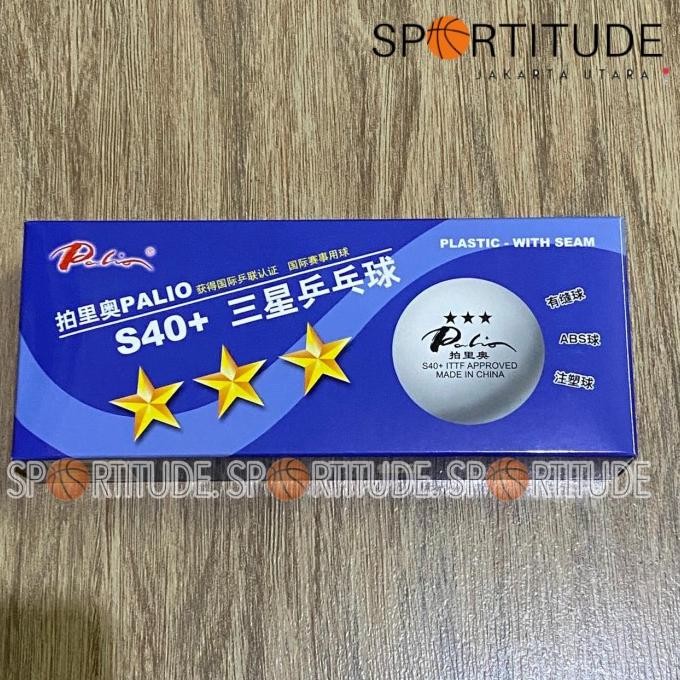 SPORTITUDE
JAKARTA UTARA
Palio®
PLASTIC - WITH SEAM
获得国际乒联认证 国际赛事用球
拍里奥PALIO
S40+ 三星乒乓球
有缝球
ABS球
注塑球
★★★
Palio
拍里奥
S40+ ITTF APPROVED
MADE IN CHINA
SPORTITUDE. SPORTITUDE. SPORTITUDE